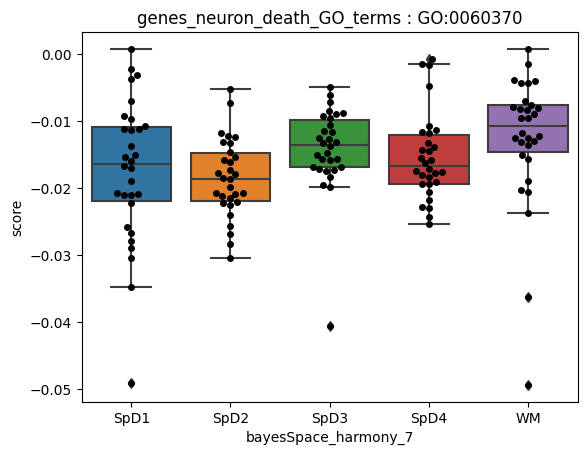 genes_neuron_death_GO_terms : GO:0060370
0.00
−0.01
−0.02
−0.03
−0.04
−0.05
score
SpD1 SpD2 SpD3 SpD4 WM
bayesSpace_harmony_7